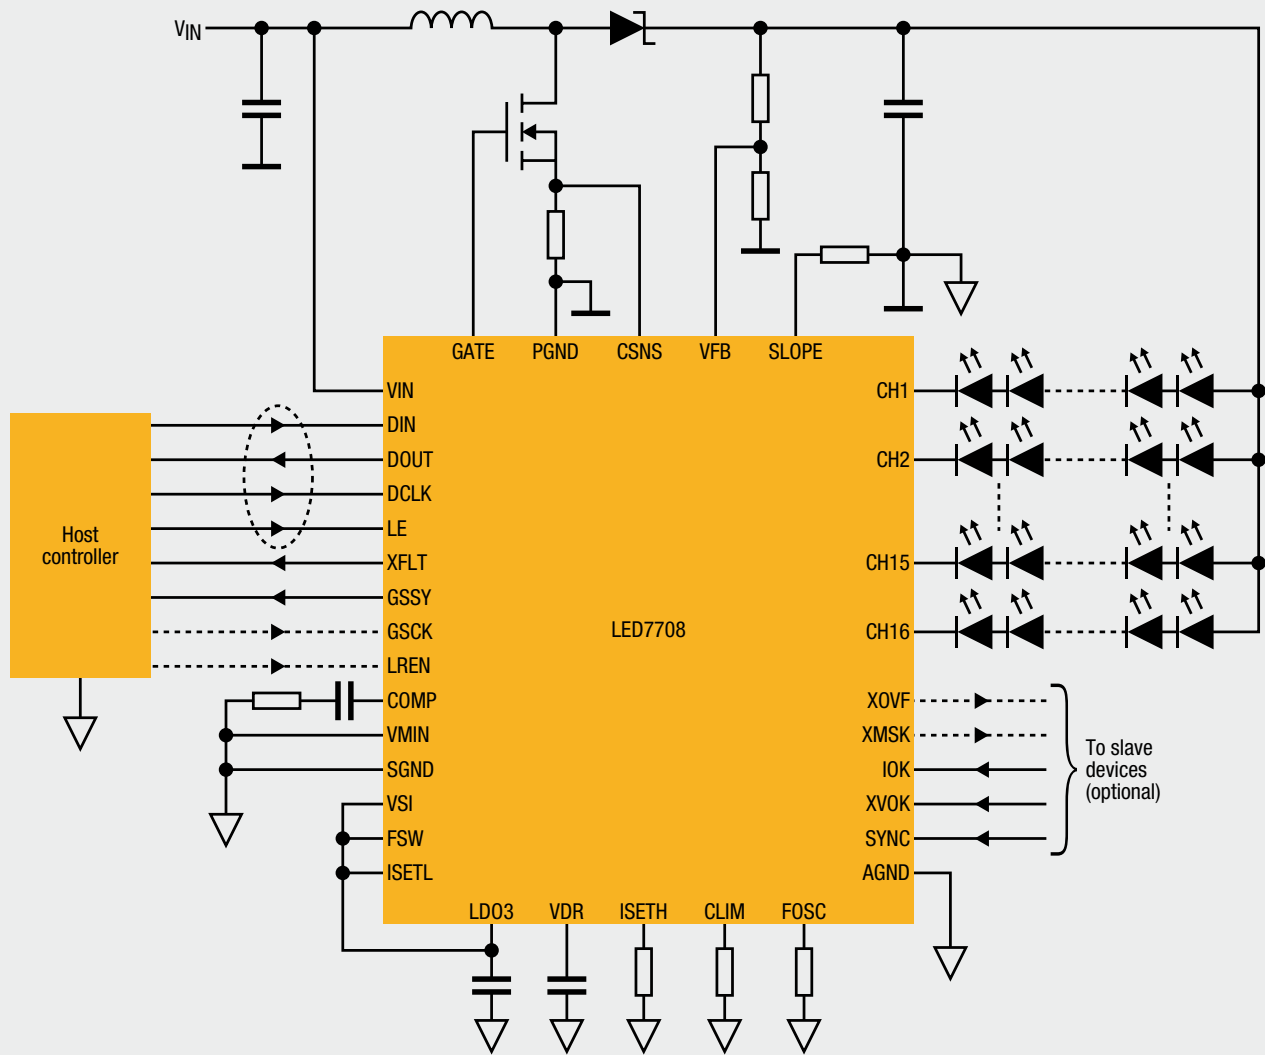 VIN
GATE PGND CSNS VFB SLOPE
VIN
DIN
DOUT
DCLK
LE
XFLT
GSSY
GSCK
LREN
COMP
VMIN
SGND
VSI
FSW
ISETL
Host
controller
LED7708
CH1
CH2
CH15
CH16
XOVF
XMSK
IOK
XVOK
SYNC
AGND
To slave
devices
(optional)
LDO3 VDR ISETH CLIM FOSC